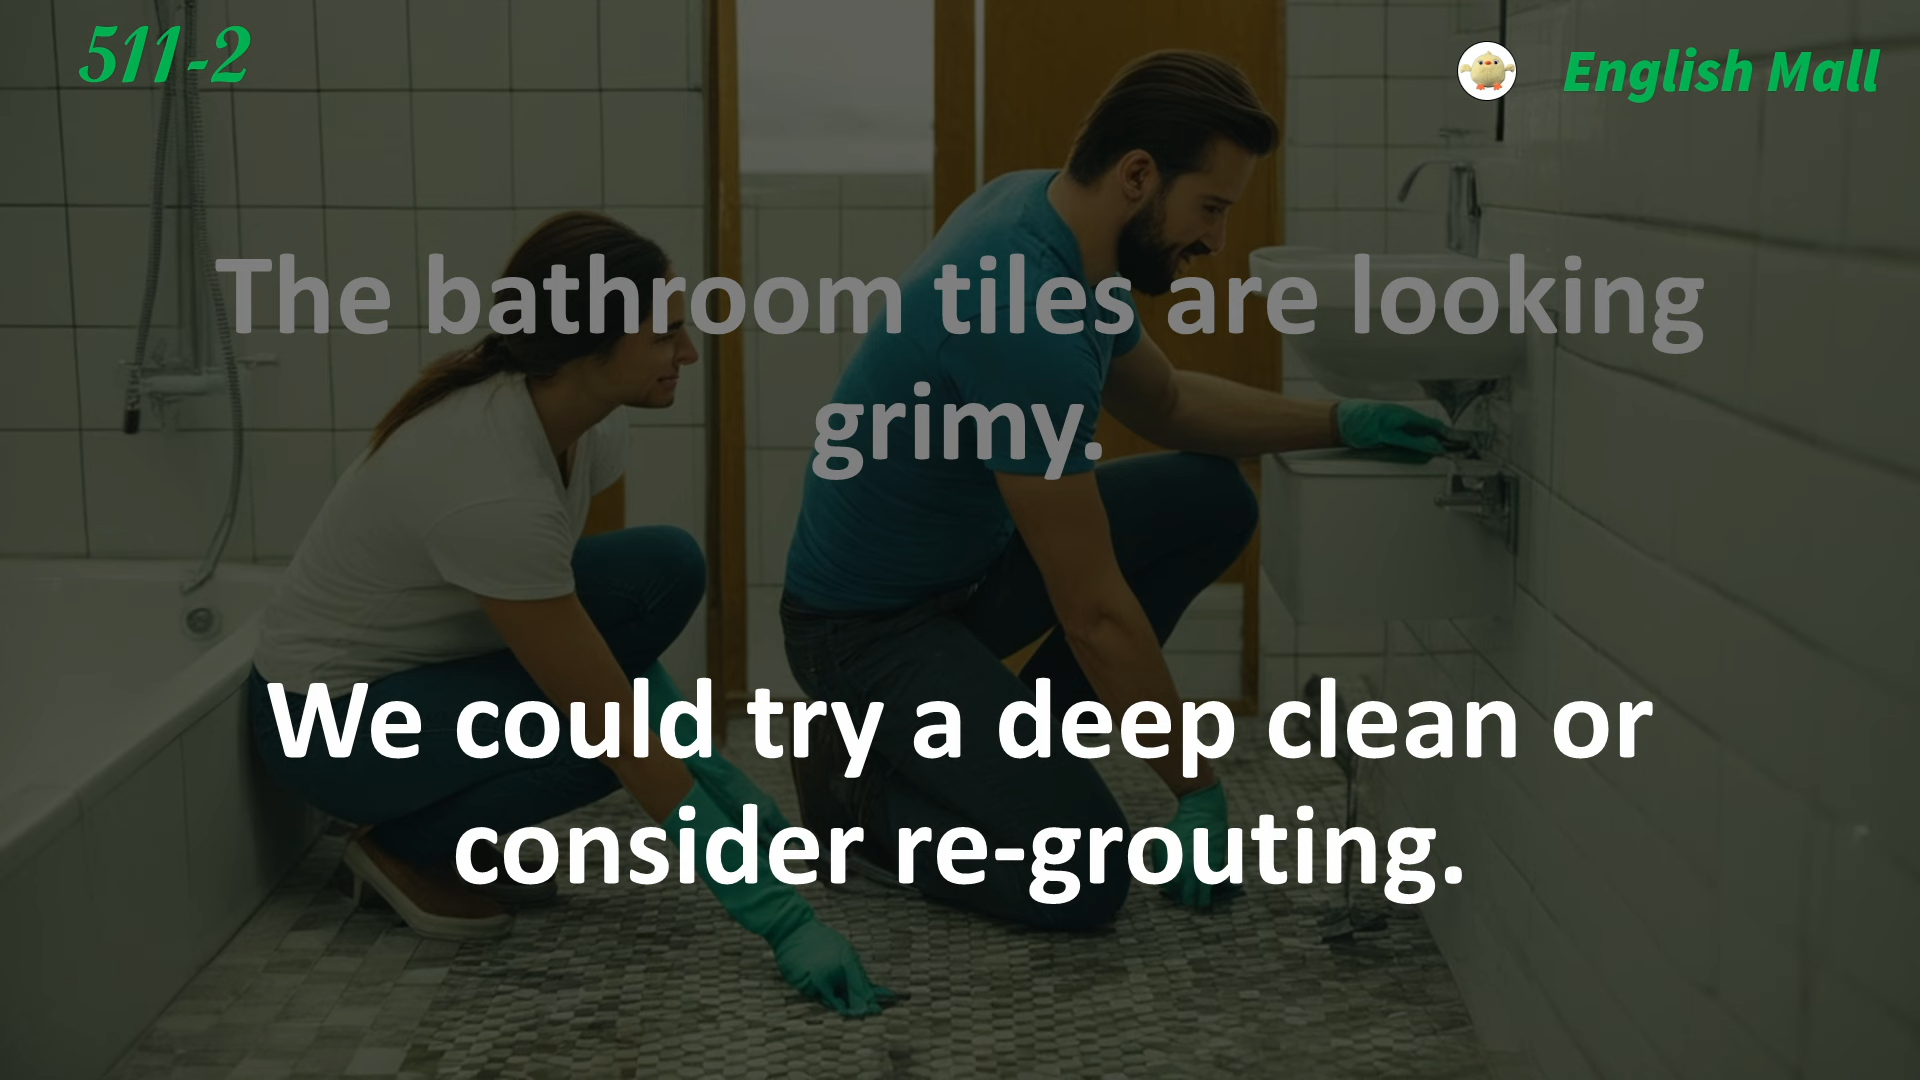 511-2
English Mall
The bathroom tiles are looking
grimy.
We could try a deep clean or
consider re-grouting.